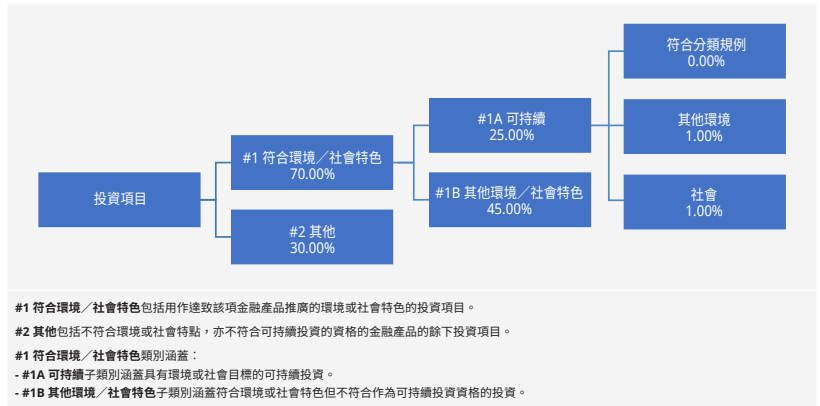 投資項目
#1 符合環境／社會特色
70.00%
#2 其他
30.00%
#1A 可持續
25.00%
#1B 其他環境／社會特色
45.00%
符合分類規例
0.00%
其他環境
1.00%
社會
1.00%
#1 符合環境／社會特色包括用作達致該項金融產品推廣的環境或社會特色的投資項目。
#2 其他包括不符合環境或社會特點，亦不符合可持續投資的資格的金融產品的餘下投資項目。
#1 符合環境／社會特色類別涵蓋：
- #1A 可持續子類別涵蓋具有環境或社會目標的可持續投資。
- #1B 其他環境／社會特色子類別涵蓋符合環境或社會特色但不符合作為可持續投資資格的投資。